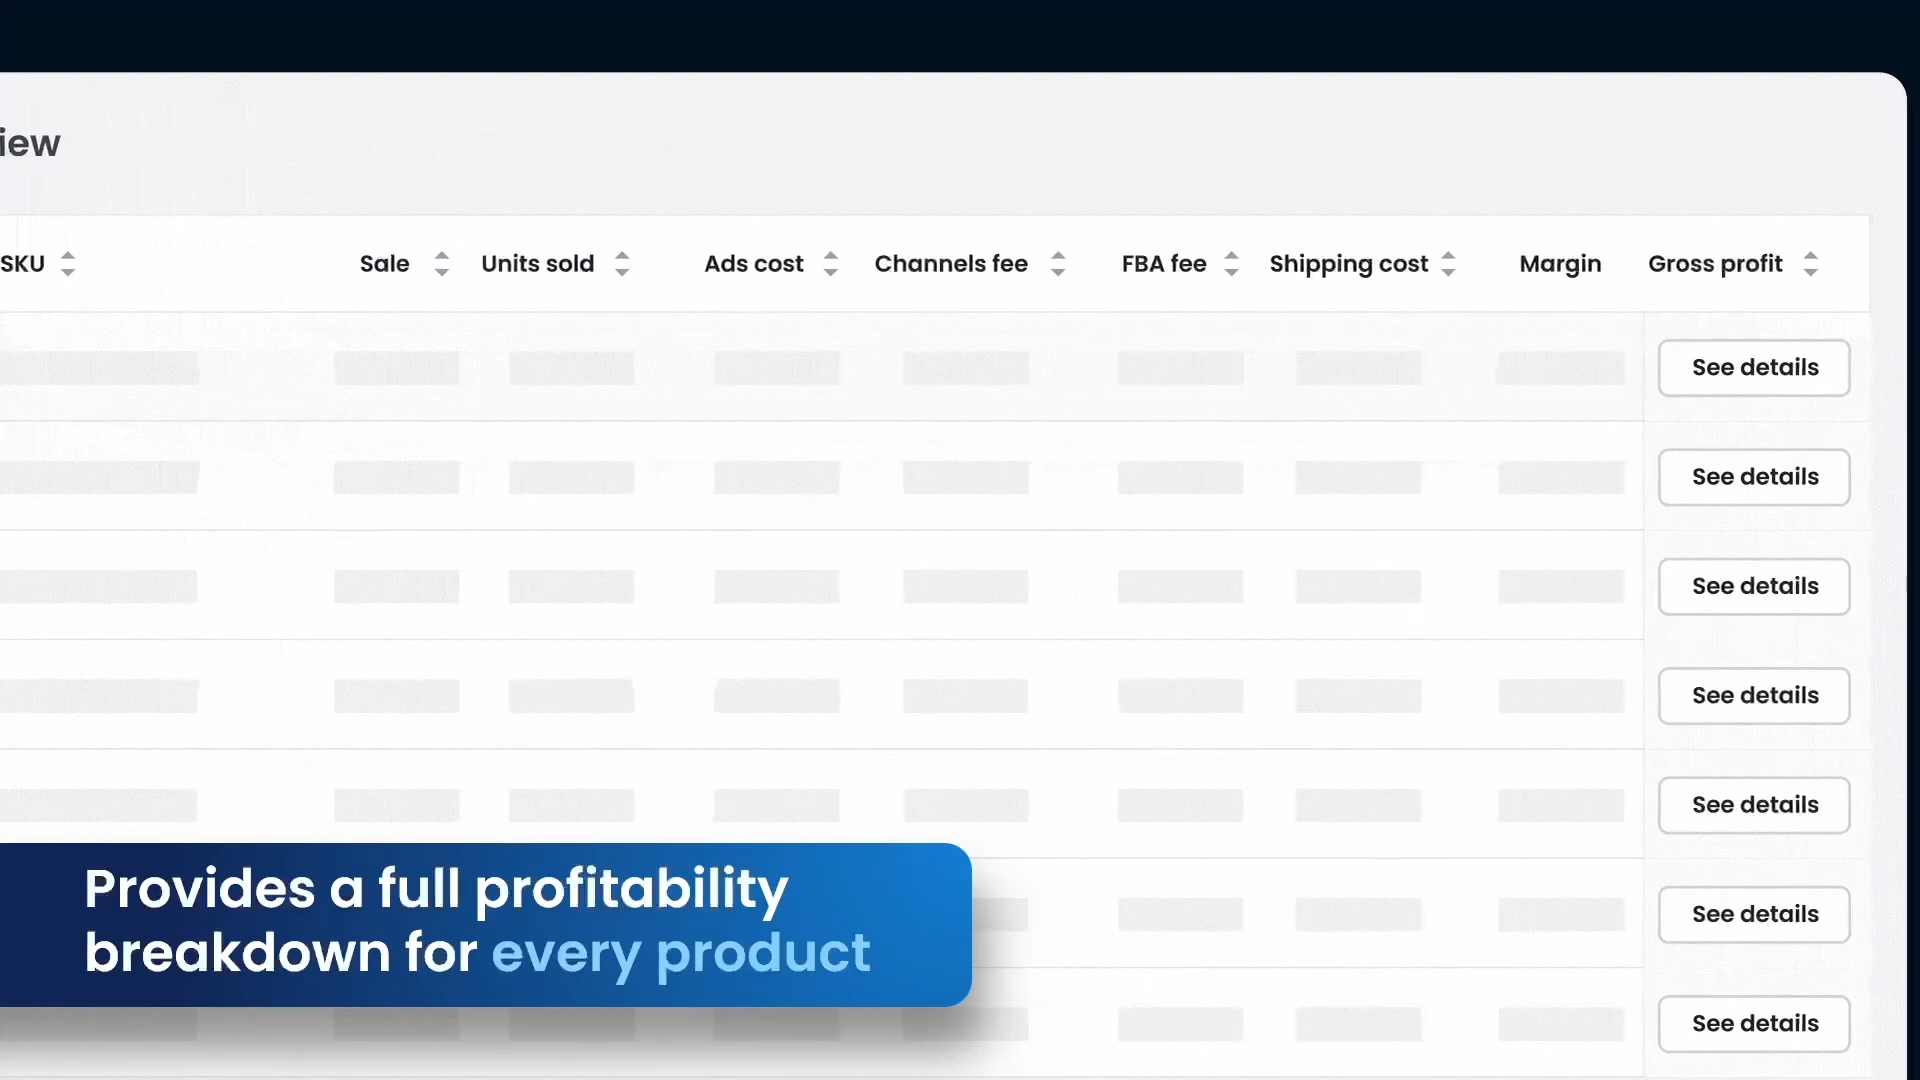 iew
SKU Sale Units sold Ads cost Channels fee FBA fee Shipping cost Margin Gross profit
See details
See details
See details
See details
See details
See details
See details
Provides a full profitability
breakdown for every product